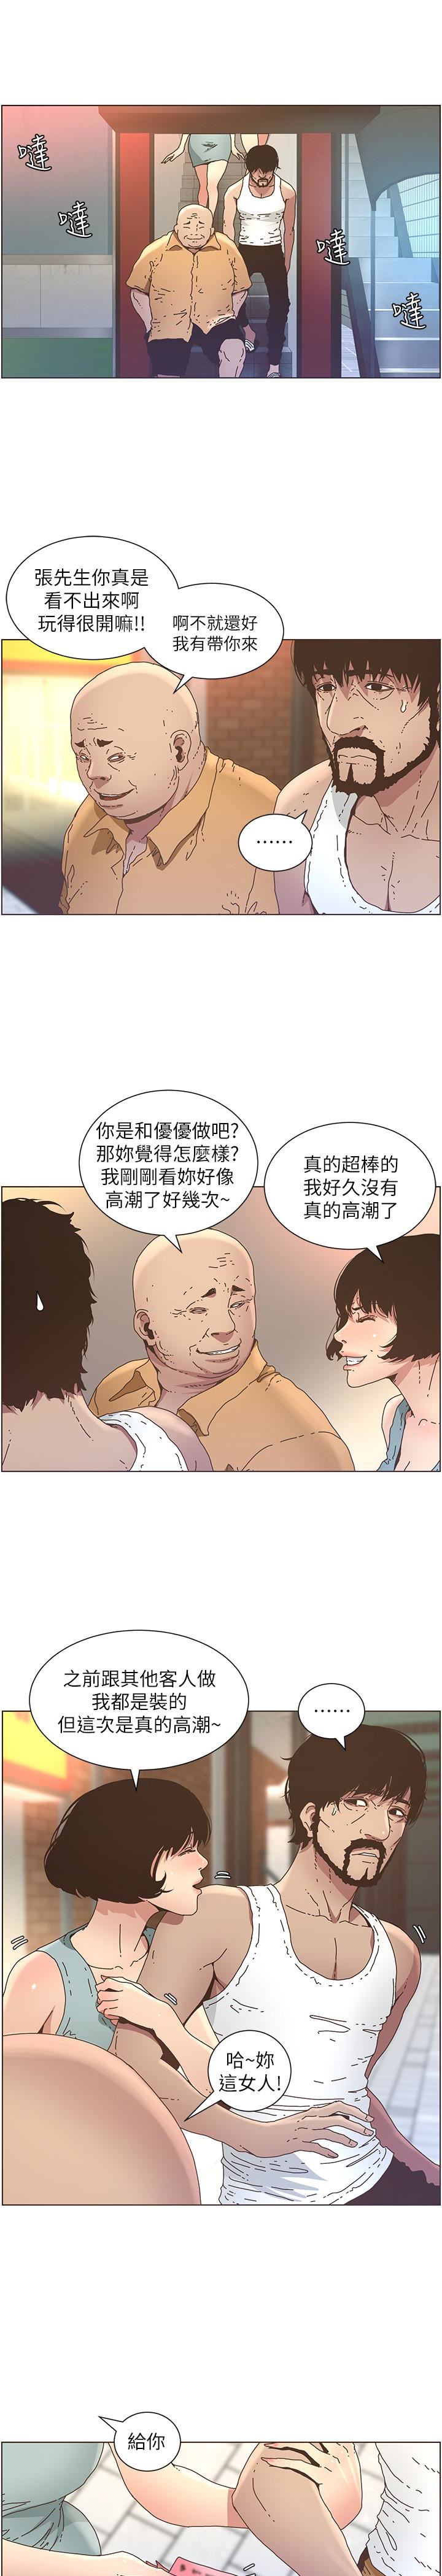 噠
噠
噠
噠
張先生你真是
看不出來啊
玩得很開嘛!!
啊不就還好
我有帶你來
……
你是和優優做吧?
那妳覺得怎麼樣?
我剛剛看妳好像
高潮了好幾次~
真的超棒的
我好久沒有
真的高潮了
之前跟其他客人做
我都是裝的
但這次是真的高潮~
……
哈~妳
這女人!
給你